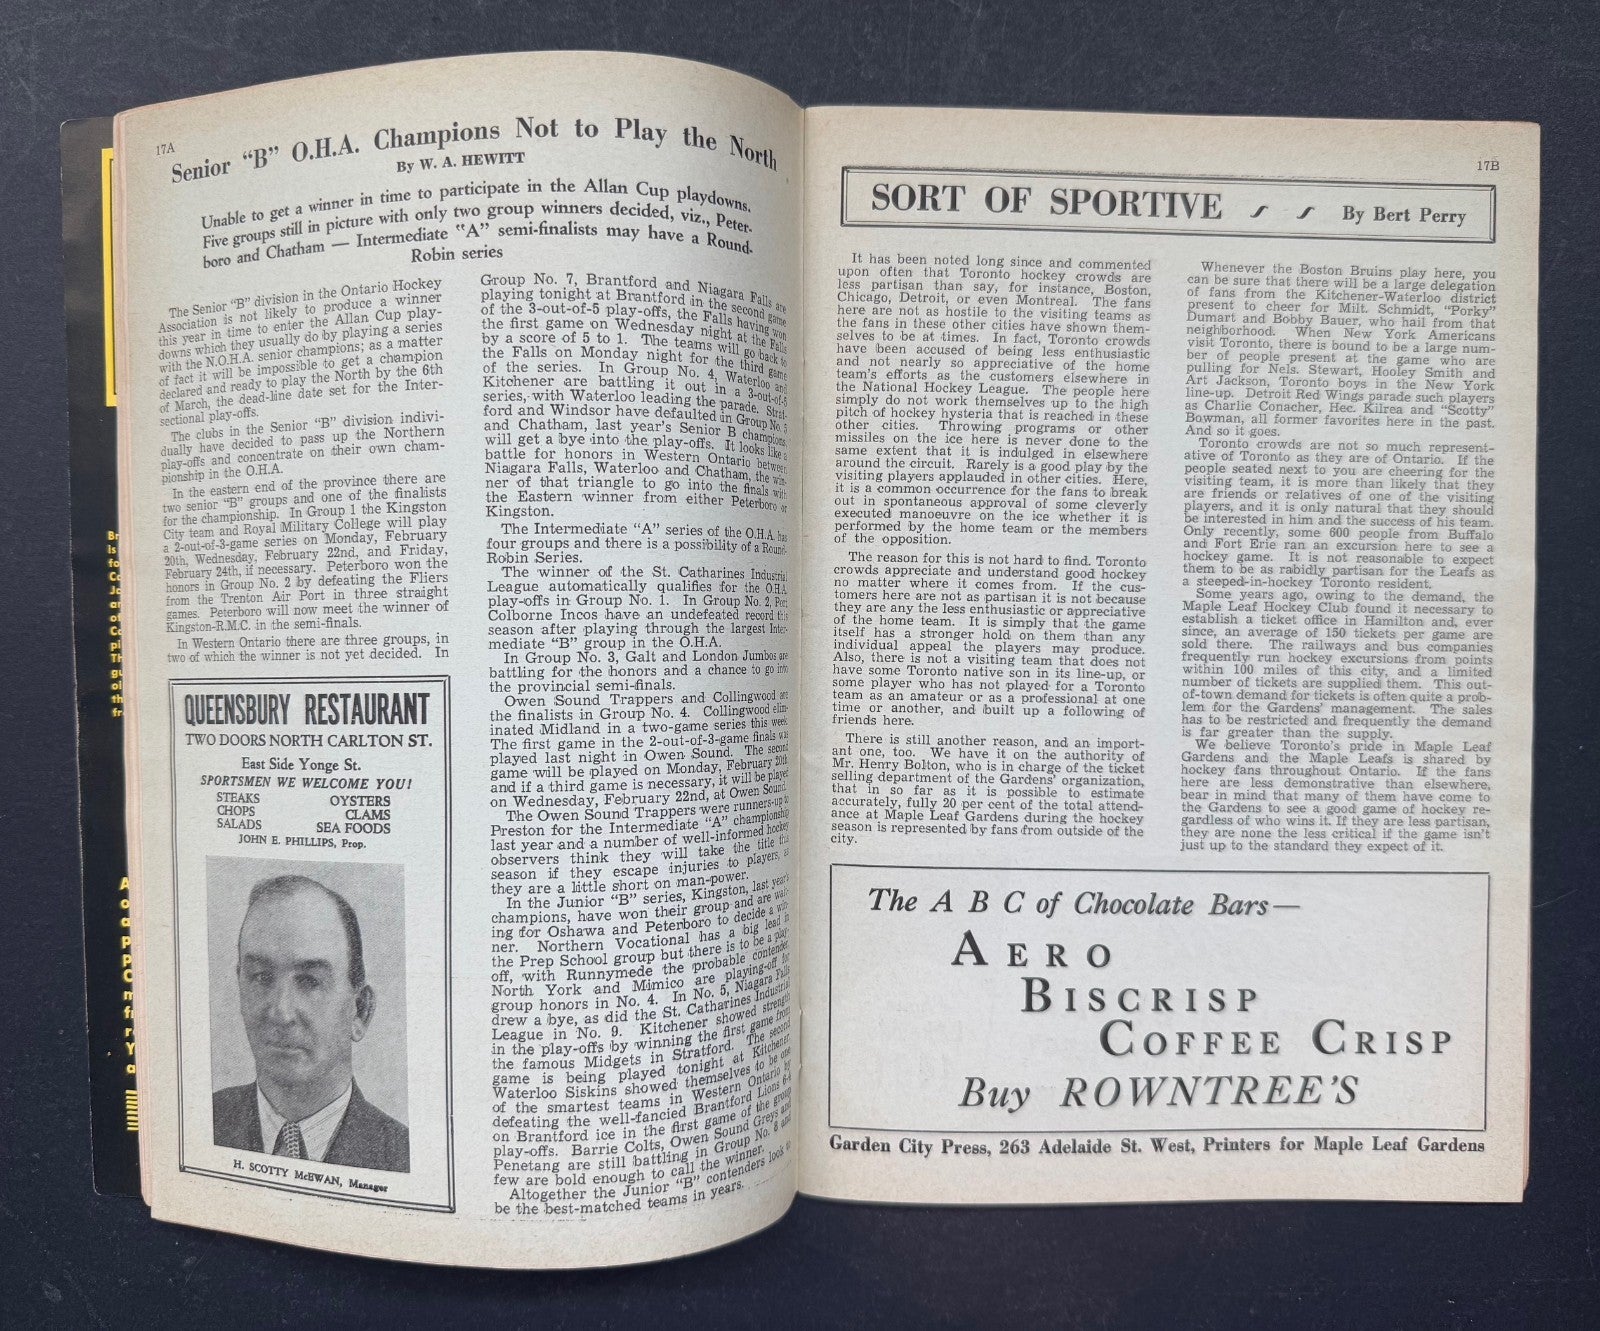 17A
Senior "B" O.H.A. Champions Not to Play the North
By W. A. HEWITT
Unable to get a winner in time to participate in the Allan Cup playdowns.
Five groups still in picture with only two group winners decided, viz., Peter-
boro and Chatham — Intermediate "A" semi-finalists may have a Round-
Robin series
The Senior "B" division in the Ontario Hockey
Association is not likely to produce a winner
this year in time to enter the Allan Cup play-
downs which they usually do by playing a series
with the N.O.H.A. senior champions; as a matter
of fact it will be impossible to get a champion
declared and ready to play the North by the 6th
of March, the dead-line date set for the Inter-
sectional play-offs.
The clubs in the Senior "B" division indivi-
dually have decided to pass up the Northern
play-offs and concentrate on their own cham-
pionship in the O.H.A.
In the eastern end of the province there are
two senior "B" groups and one of the finalists
for the championship. In Group 1 the Kingston
City team and Royal Military College will play
a 2-out-of-3-game series on Monday, February
20th, Wednesday, February 22nd, and Friday,
February 24th, if necessary. Peterboro won the
honors in Group No. 2 by defeating the Fliers
from the Trenton Air Port in three straight
games. Peterboro will now meet the winner of
Kingston-R.M.C. in the semi-finals.
In Western Ontario there are three groups, in
two of which the winner is not yet decided. In
QUEENSBURY RESTAURANT
TWO DOORS NORTH CARLTON ST.
East Side Yonge St.
SPORTSMEN WE WELCOME YOU!
STEAKS OYSTERS
CHOPS CLAMS
SALADS SEA FOODS
JOHN E. PHILLIPS, Prop.
H. SCOTTY McEWAN, Manager
Group No. 7, Brantford and Niagara Falls are
playing tonight at Brantford in the second game
of the 3-out-of-5 play-offs, the Falls having won
the first game on Wednesday night at the Falls
by a score of 5 to 1. The teams will go back to
the Falls on Monday night for the third game
of the series. In Group No. 4, Waterloo and
Kitchener are battling it out in a 3-out-of-5
series, with Waterloo leading the parade. Strat-
ford and Windsor have defaulted in Group No. 5
and Chatham, last year's Senior B champions,
will get a bye into the play-offs. It looks like a
battle for honors in Western Ontario between
Niagara Falls, Waterloo and Chatham, the win-
ner of that triangle to go into the finals with
the Eastern winner from either Peterboro or
Kingston.
The Intermediate "A" series of the O.H.A. has
four groups and there is a possibility of a Round-
Robin Series.
The winner of the St. Catharines Industrial
League automatically qualifies for the O.H.A.
play-offs in Group No. 1. In Group No. 2, Port
Colborne Incos have an undefeated record this
season after playing through the largest Inter-
mediate "B" group in the O.H.A.
In Group No. 3, Galt and London Jumbos are
battling for the honors and a chance to go into
the provincial semi-finals.
Owen Sound Trappers and Collingwood are
the finalists in Group No. 4. Collingwood elim-
inated Midland in a two-game series this week.
The first game in the 2-out-of-3-game finals was
played last night in Owen Sound. The second
game will be played on Monday, February 20th
and if a third game is necessary, it will be played
on Wednesday, February 22nd, at Owen Sound.
The Owen Sound Trappers were runners-up to
Preston for the Intermediate "A" championship
last year and a number of well-informed hockey
observers think they will take the title this
season if they escape injuries to players, as
they are a little short on man-power.
In the Junior "B" series, Kingston, last year's
champions, have won their group and are wait-
ing for Oshawa and Peterboro to decide a win-
ner. Northern Vocational has a big lead in
the Prep School group but there is to be a play-
off, with Runnymede the probable contender.
North York and Mimico are playing-off for
group honors in No. 4. In No. 5, Niagara Falls
drew a bye, as did the St. Catharines Industrial
League in No. 9. Kitchener showed strength
in the play-offs by winning the first game from
the famous Midgets in Stratford. The second
game is being played tonight at Kitchener.
Waterloo Siskins showed themselves to be one
of the smartest teams in Western Ontario by
defeating the well-fancied Brantford Lions 6-4
on Brantford ice in the first game of the group
play-offs. Barrie Colts, Owen Sound Greys and
Penetang are still battling in Group No. 8 and
few are bold enough to call the winner.
Altogether the Junior "B" contenders look to
be the best-matched teams in years.
17B
SORT OF SPORTIVE By Bert Perry
It has been noted long since and commented
upon often that Toronto hockey crowds are
less partisan than say, for instance, Boston,
Chicago, Detroit, or even Montreal. The fans
here are not as hostile to the visiting teams as
the fans in these other cities have shown them-
selves to be at times. In fact, Toronto crowds
have been accused of being less enthusiastic
and not nearly so appreciative of the home
team's efforts as the customers elsewhere in
the National Hockey League. The people here
simply do not work themselves up to the high
pitch of hockey hysteria that is reached in these
other cities. Throwing programs or other
missiles on the ice here is never done to the
same extent that it is indulged in elsewhere
around the circuit. Rarely is a good play by the
visiting players applauded in other cities. Here,
it is a common occurrence for the fans to break
out in spontaneous approval of some cleverly
executed manoeuvre on the ice whether it is
performed by the home team or the members
of the opposition.
The reason for this is not hard to find. Toronto
crowds appreciate and understand good hockey
no matter where it comes from. If the cus-
tomers here are not as partisan it is not because
they are any the less enthusiastic or appreciative
of the home team. It is simply that the game
itself has a stronger hold on them than any
individual appeal the players may produce.
Also, there is not a visiting team that does not
have some Toronto native son in its line-up, or
some player who has not played for a Toronto
team as an amateur or as a professional at one
time or another, and built up a following of
friends here.
There is still another reason, and an import-
ant one, too. We have it on the authority of
Mr. Henry Bolton, who is in charge of the ticket
selling department of the Gardens' organization,
that in so far as it is possible to estimate
accurately, fully 20 per cent of the total attend-
ance at Maple Leaf Gardens during the hockey
season is represented by fans from outside of the
city.
Whenever the Boston Bruins play here, you
can be sure that there will be a large delegation
of fans from the Kitchener-Waterloo district
present to cheer for Milt. Schmidt, "Porky"
Dumart and Bobby Bauer, who hail from that
neighborhood. When New York Americans
visit Toronto, there is bound to be a large num-
ber of people present at the game who are
pulling for Nels. Stewart, Hooley Smith and
Art Jackson, Toronto boys in the New York
line-up. Detroit Red Wings parade such players
as Charlie Conacher, Hec. Kilrea and "Scotty"
Bowman, all former favorites here in the past.
And so it goes.
Toronto crowds are not so much represent-
ative of Toronto as they are of Ontario. If the
people seated next to you are cheering for the
visiting team, it is more than likely that they
are friends or relatives of one of the visiting
players, and it is only natural that they should
be interested in him and the success of his team.
Only recently, some 600 people from Buffalo
and Fort Erie ran an excursion here to see a
hockey game. It is not reasonable to expect
them to be as rabidly partisan for the Leafs as
a steeped-in-hockey Toronto resident.
Some years ago, owing to the demand, the
Maple Leaf Hockey Club found it necessary to
establish a ticket office in Hamilton and, ever
since, an average of 150 tickets per game are
sold there. The railways and bus companies
frequently run hockey excursions from points
within 100 miles of this city, and a limited
number of tickets are supplied them. This out-
of-town demand for tickets is often quite a prob-
lem for the Gardens' management. The sales
has to be restricted and frequently the demand
is far greater than the supply.
We believe Toronto's pride in Maple Leaf
Gardens and the Maple Leafs is shared by
hockey fans throughout Ontario. If the fans
here are less demonstrative than elsewhere,
bear in mind that many of them have come to
the Gardens to see a good game of hockey re-
gardless of who wins it. If they are less partisan,
they are none the less critical if the game isn't
just up to the standard they expect of it.
The A B C of Chocolate Bars—
AERO
BISCRISP
COFFEE CRISP
Buy ROWNTREE'S
Garden City Press, 263 Adelaide St. West, Printers for Maple Leaf Gardens